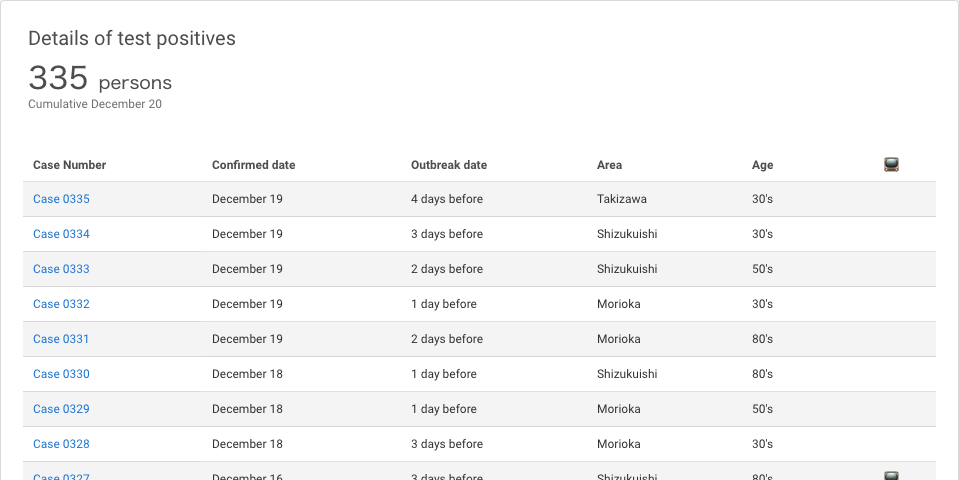 Details of test positives
335 persons
Cumulative December 20
Case Number Confirmed date Outbreak date Area Age
Case 0335 December 19 4 days before Takizawa 30's
Case 0334 December 19 3 days before Shizukuishi 30's
Case 0333 December 19 2 days before Shizukuishi 50's
Case 0332 December 19 1 day before Morioka 30's
Case 0331 December 19 2 days before Morioka 80's
Case 0330 December 18 1 day before Shizukuishi 80's
Case 0329 December 18 1 day before Morioka 50's
Case 0328 December 18 3 days before Morioka 30's
Case 0327 December 16 3 days before Shizukuishi 80's